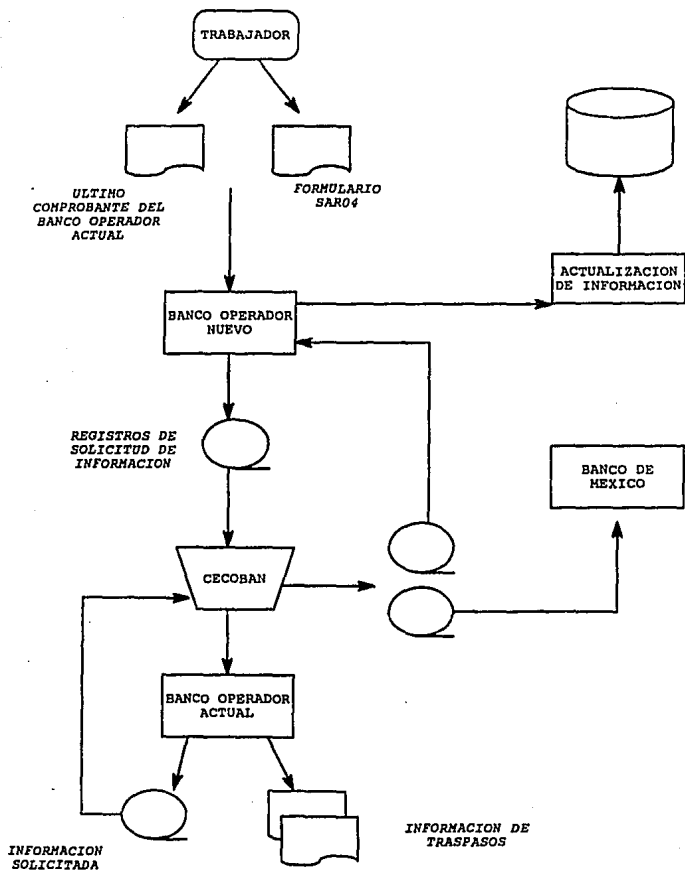 TRABAJADOR
ULTIMO
COMPROBANTE DEL
BANCO OPERADOR
ACTUAL
FORMULARIO
SAR04
ACTUALIZACION
DE INFORMACION
BANCO OPERADOR
NUEVO
REGISTROS DE
SOLICITUD DE
INFORMACION
BANCO DE
MEXICO
CECOBAN
BANCO OPERADOR
ACTUAL
INFORMACION DE
TRASPASOS
INFORMACION
SOLICITADA